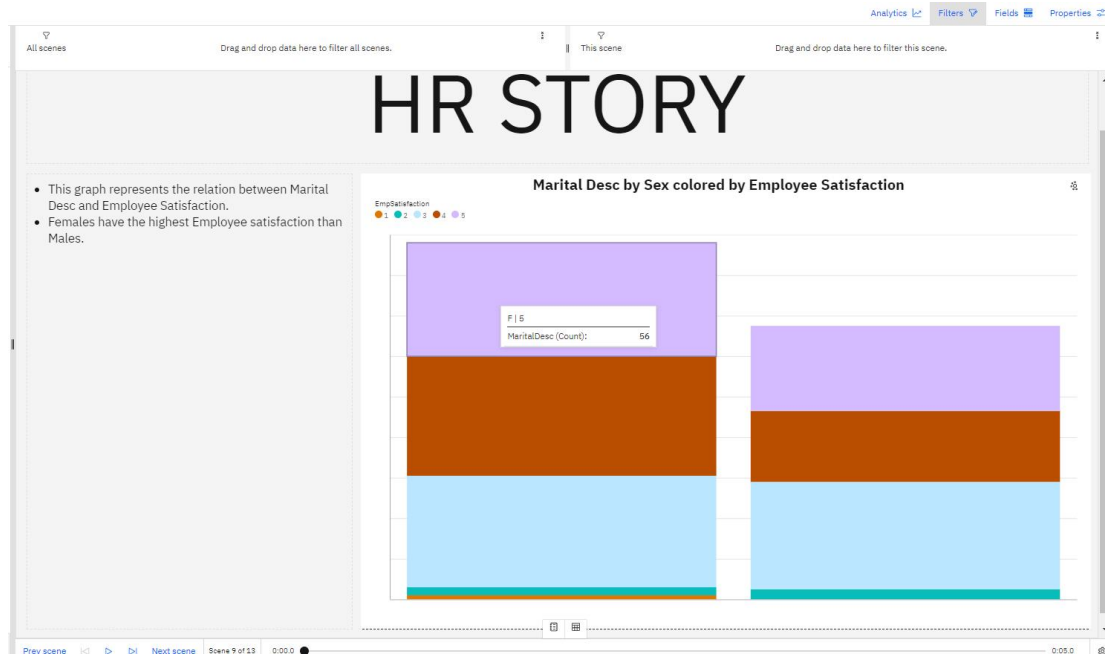 Analytics Filters Fields Properties
All scenes Drag and drop data here to filter all scenes.
This scene Drag and drop data here to filter this scene.
HR STORY
• This graph represents the relation between Marital
Desc and Employee Satisfaction.
• Females have the highest Employee satisfaction than
Males.
Marital Desc by Sex colored by Employee Satisfaction
EmpSatisfaction
1 2 3 4 5
F | 5
MaritalDesc (Count): 56
Prev scene Next scene Scene 9 of 13 0:00.0 0:05.0